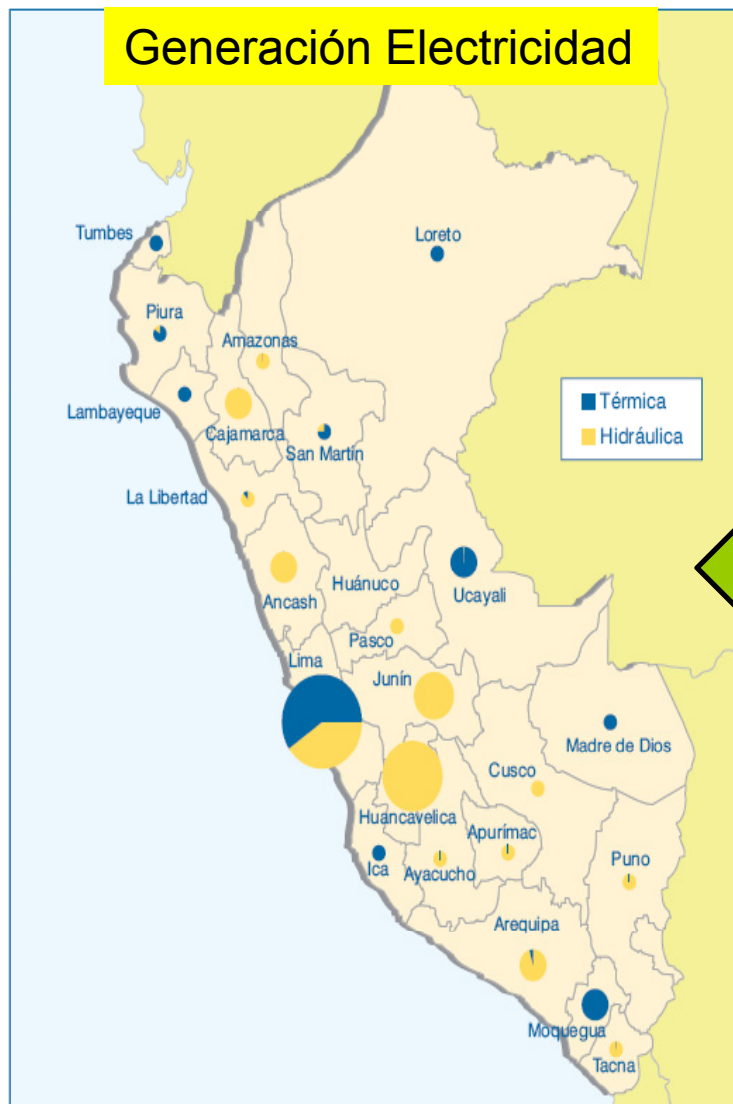 Generación Electricidad
Tumbes
Loreto
Piura
Amazonas
Lambayeque
Cajamarca
San Martín
Térmica
Hidráulica
La Libertad
Ancash
Huánuco
Ucayali
Pasco
Lima
Junín
Madre de Dios
Cusco
Huancavelica
Apurímac
Ica
Ayacucho
Puno
Arequipa
Moquegua
Tacna